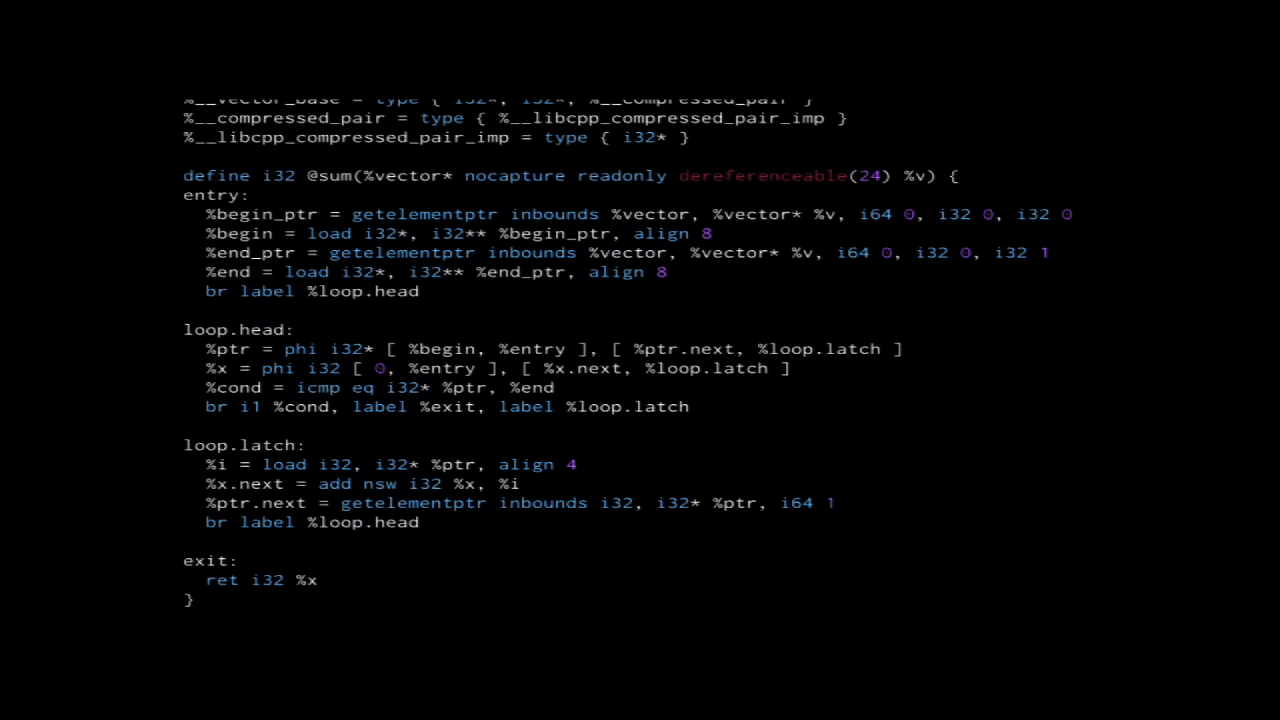 %__vector_base = type { i32*, i32*, %__compressed_pair }
%__compressed_pair = type { %__libcpp_compressed_pair_imp }
%__libcpp_compressed_pair_imp = type { i32* }
define i32 @sum(%vector* nocapture readonly dereferenceable(24) %v) {
entry:
  %begin_ptr = getelementptr inbounds %vector, %vector* %v, i64 0, i32 0, i32 0
  %begin = load i32*, i32** %begin_ptr, align 8
  %end_ptr = getelementptr inbounds %vector, %vector* %v, i64 0, i32 0, i32 1
  %end = load i32*, i32** %end_ptr, align 8
  br label %loop.head
loop.head:
  %ptr = phi i32* [ %begin, %entry ], [ %ptr.next, %loop.latch ]
  %x = phi i32 [ 0, %entry ], [ %x.next, %loop.latch ]
  %cond = icmp eq i32* %ptr, %end
  br i1 %cond, label %exit, label %loop.latch
loop.latch:
  %i = load i32, i32* %ptr, align 4
  %x.next = add nsw i32 %x, %i
  %ptr.next = getelementptr inbounds i32, i32* %ptr, i64 1
  br label %loop.head
exit:
  ret i32 %x
}